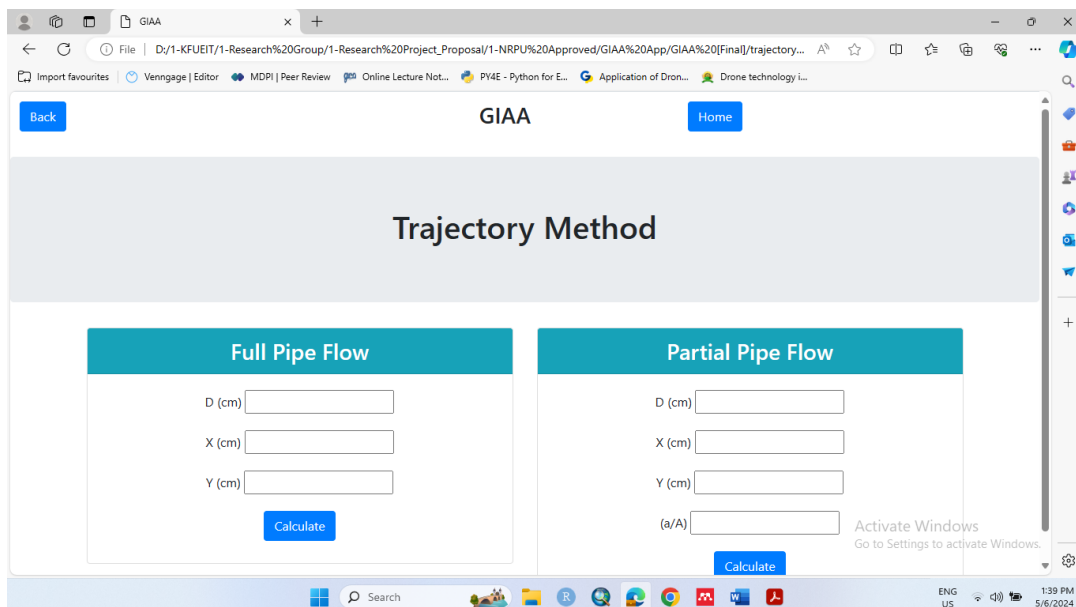 GIAA
File D:/1-KFUEIT/1-Research%20Group/1-Research%20Project_Proposal/1-NRPU%20Approved/GIAA%20App/GIAA%20[Final]/trajectory...
Import favourites Venngage | Editor MDPI | Peer Review Online Lecture Not... PY4E - Python for E... Application of Dron... Drone technology i...
Back GIAA Home
Trajectory Method
Full Pipe Flow
D (cm)
X (cm)
Y (cm)
Calculate
Partial Pipe Flow
D (cm)
X (cm)
Y (cm)
(a/A)
Calculate
Activate Windows
Go to Settings to activate Windows.
Search ENG 1:39 PM
US 5/6/2024